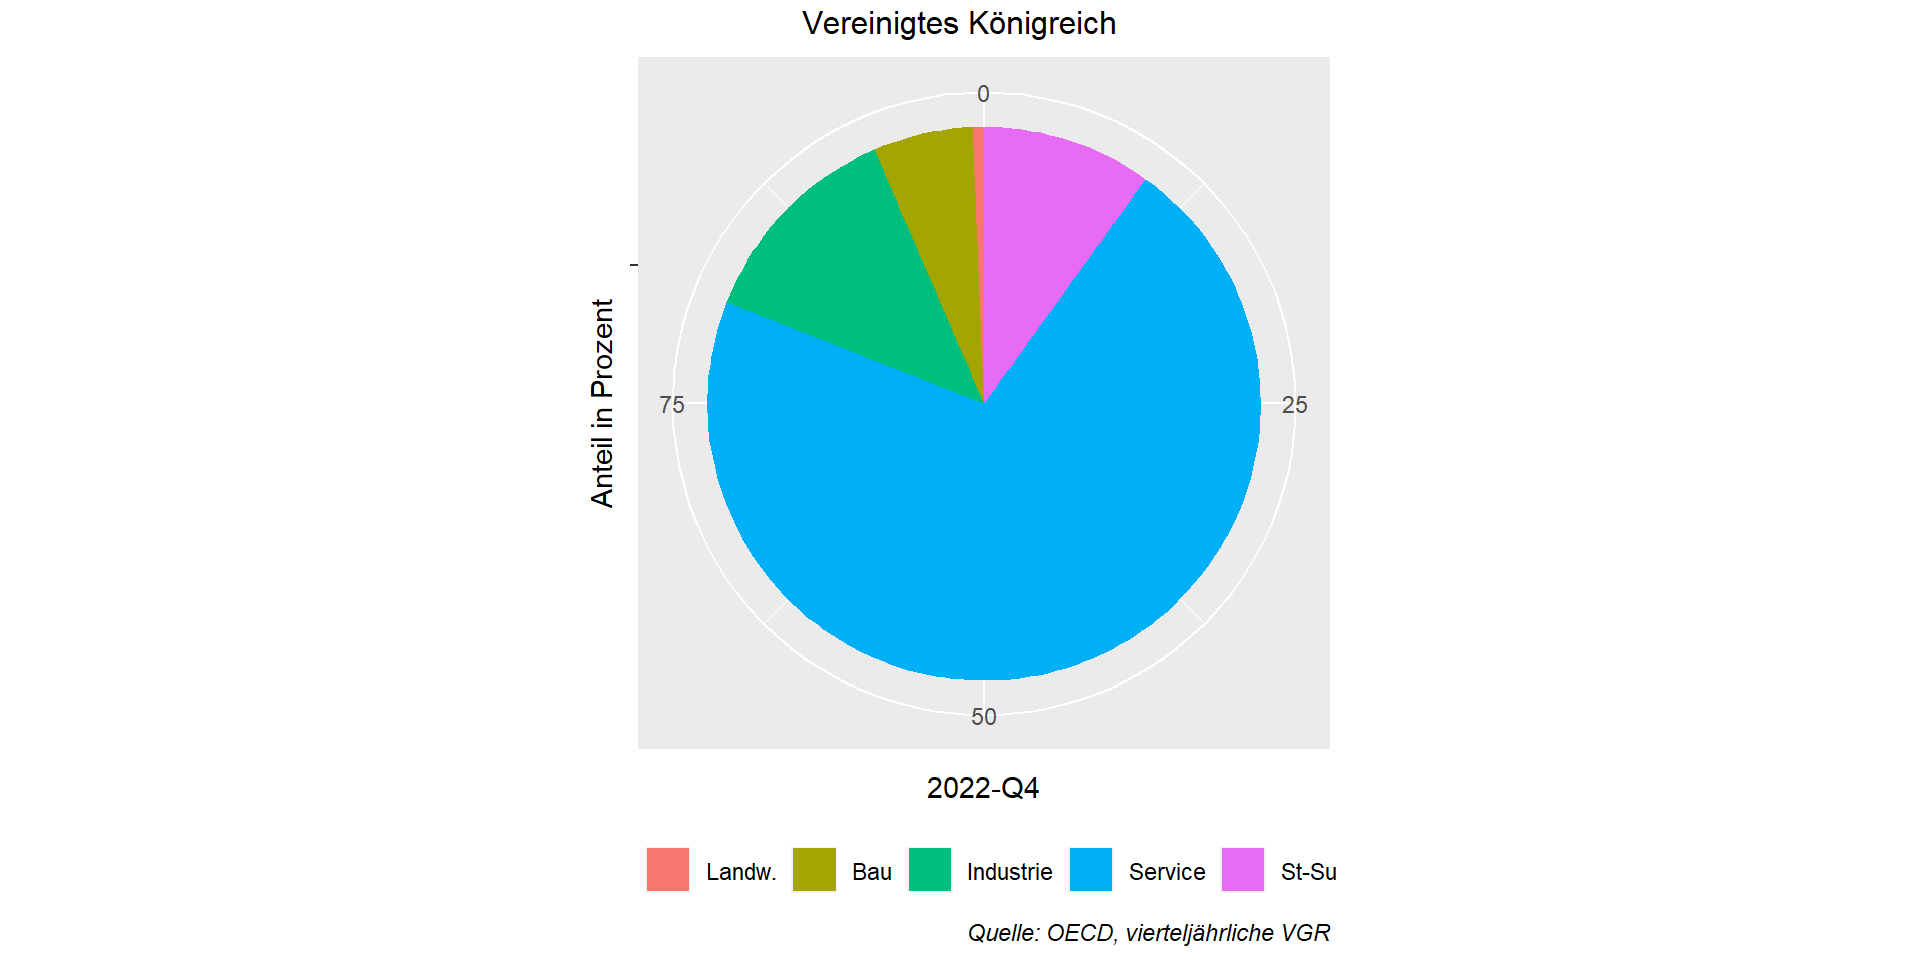 Vereinigtes Königreich
0
25
50
75
Anteil in Prozent
2022-Q4
Landw. Bau Industrie Service St-Su
Quelle: OECD, vierteljährliche VGR